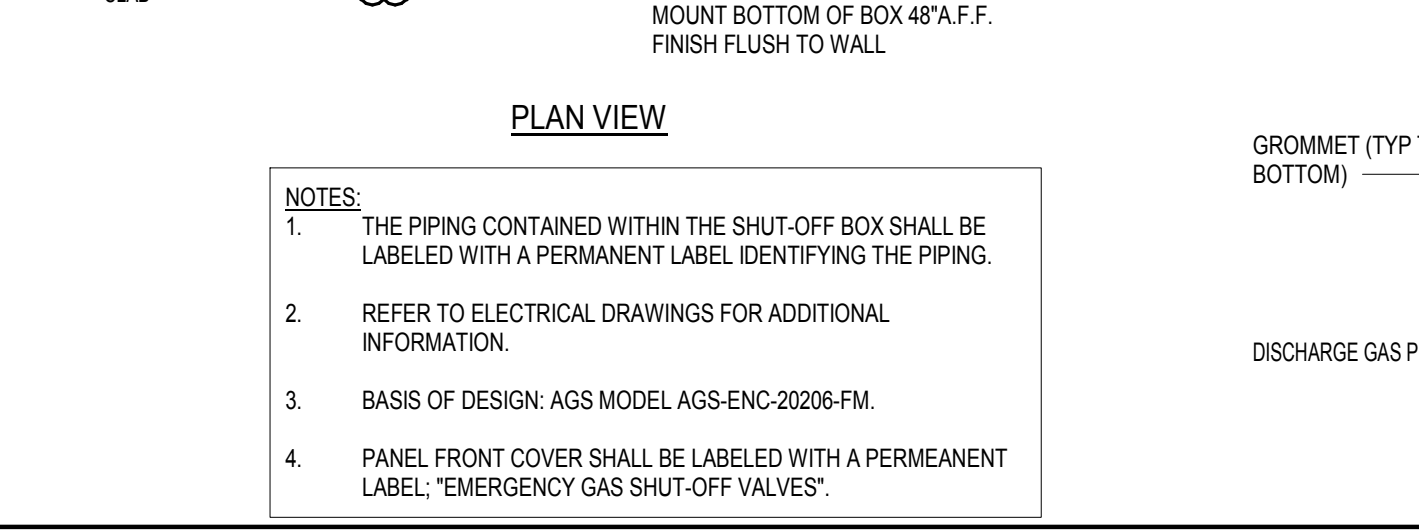 MOUNT BOTTOM OF BOX 48"A.F.F.
FINISH FLUSH TO WALL
PLAN VIEW
NOTES:
1. THE PIPING CONTAINED WITHIN THE SHUT-OFF BOX SHALL BE
LABELED WITH A PERMANENT LABEL IDENTIFYING THE PIPING.
2. REFER TO ELECTRICAL DRAWINGS FOR ADDITIONAL
INFORMATION.
3. BASIS OF DESIGN: AGS MODEL AGS-ENC-20206-FM.
4. PANEL FRONT COVER SHALL BE LABELED WITH A PERMEANENT
LABEL; "EMERGENCY GAS SHUT-OFF VALVES".
GROMMET (TYP
BOTTOM)
DISCHARGE GAS P